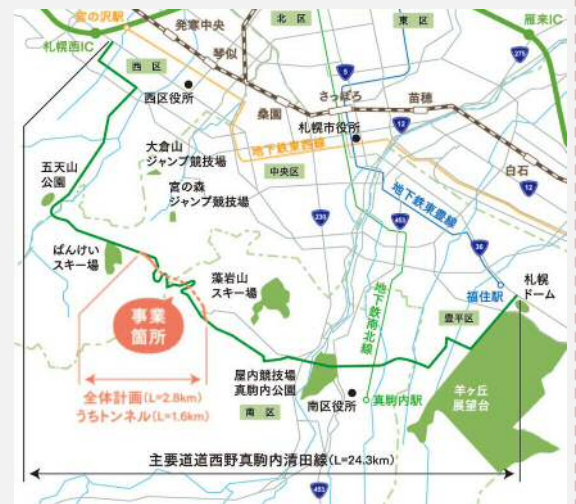 宮の沢駅
札幌西IC
発寒中央
琴似
西区
西区役所
桑園
北区
東区
雁来IC
275
5
さっぽろ
苗穂
札幌市役所
12
地下鉄東西線
白石
12
大倉山
ジャンプ競技場
宮の森
ジャンプ競技場
中央区
五天山
公園
ばんけい
スキー場
230
453
地下鉄東豊線
36
藻岩山
スキー場
事業
箇所
地下鉄南北線
福住駅
札幌
ドーム
豊平区
全体計画(L=2.8km)
うちトンネル(L=1.6km)
屋内競技場
真駒内公園
南区
南区役所
真駒内駅
羊ヶ丘
展望台
主要道道西野真駒内清田線(L=24.3km)
453